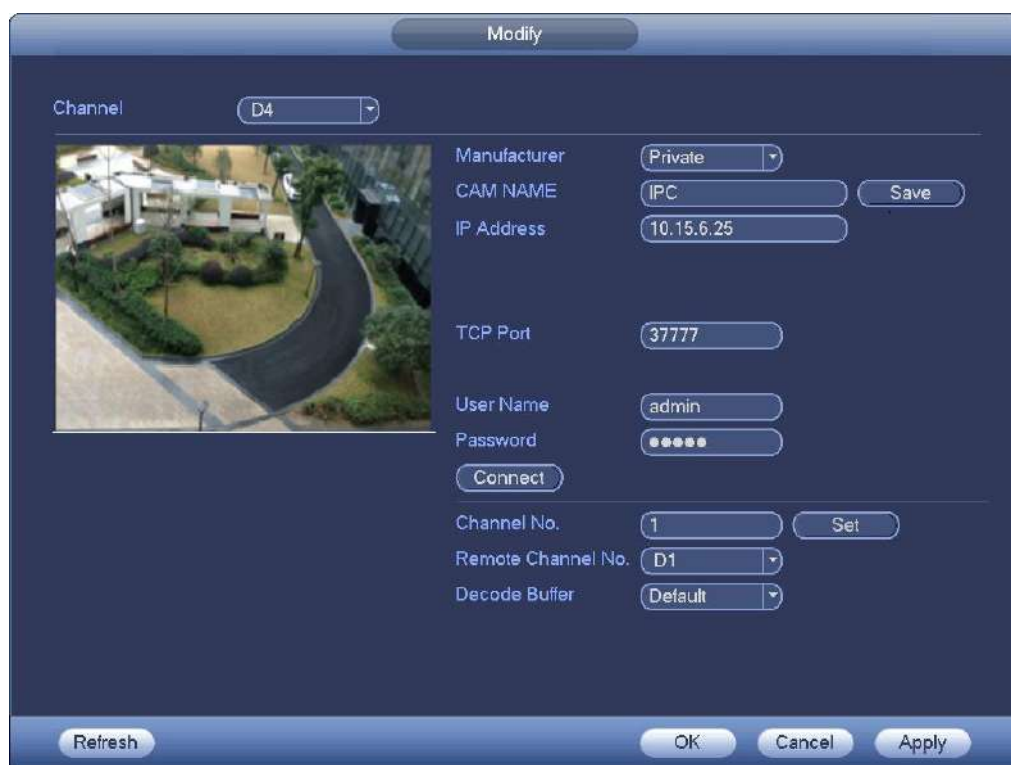 Modify
Channel D4
Manufacturer Private
CAM NAME IPC Save
IP Address 10.15.6.25
TCP Port 37777
User Name admin
Password ●●●●●
Connect
Channel No. 1 Set
Remote Channel No. D1
Decode Buffer Default
Refresh OK Cancel Apply